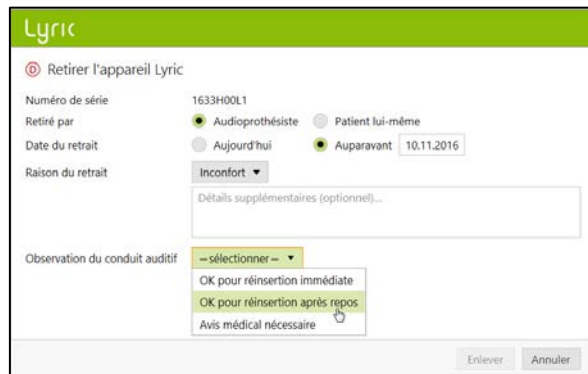 Lyric
D Retirer l'appareil Lyric
Numéro de série 1633H00L1
Retiré par Audioprothésiste Patient lui-même
Date du retrait Aujourd'hui Auparavant 10.11.2016
Raison du retrait Inconfort
Détails supplémentaires (optionnel)...
Observation du conduit auditif —sélectionner—
OK pour réinsertion immédiate
OK pour réinsertion après repos
Avis médical nécessaire
Enlever Annuler